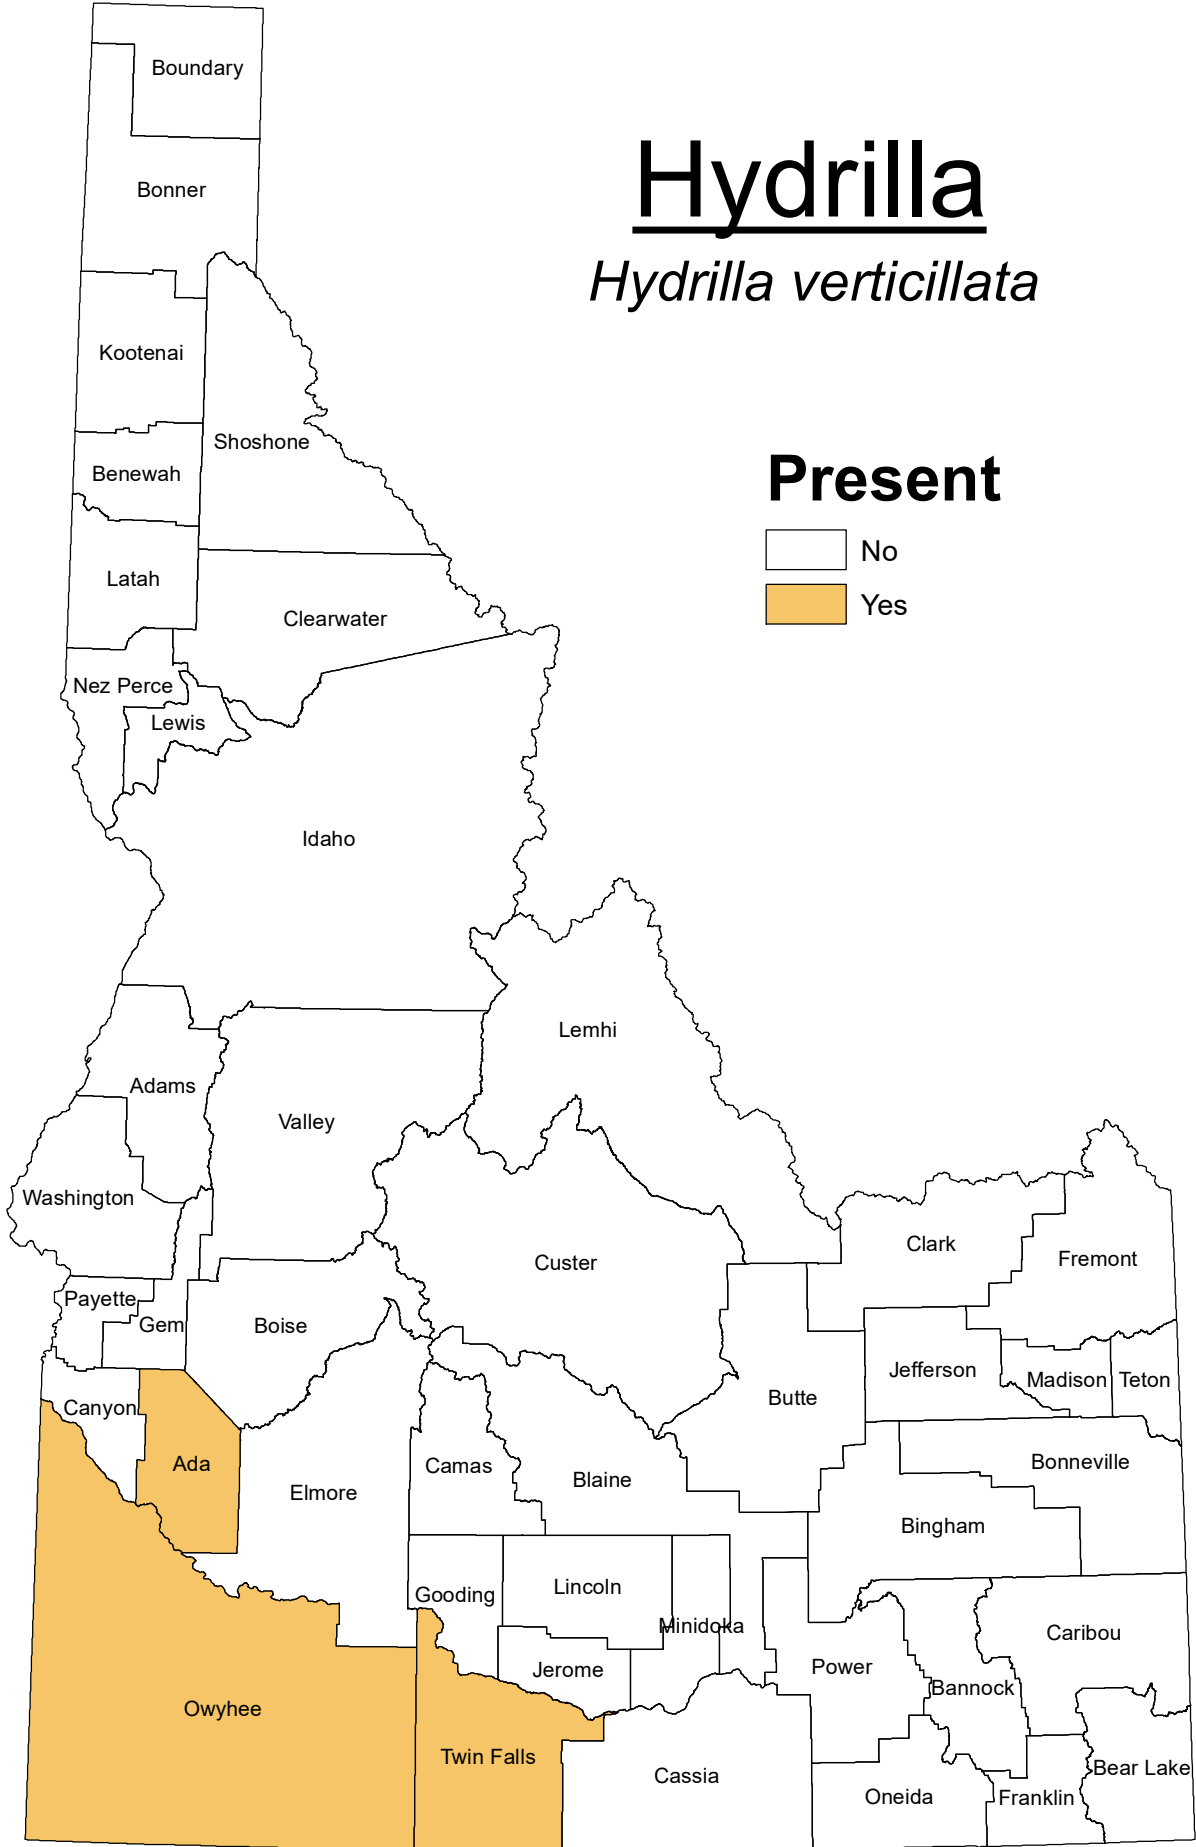 Boundary
Hydrilla
Bonner
Hydrilla verticillata
Kootenai
Shoshone
Benewah
Present
No
Latah
Yes
Clearwater
Nez Perce
Lewis
Idaho
Lemhi
Adams
Valley
Washington
Clark
Custer
Fremont
Payette
Gem
Boise
Jefferson
Madison
Teton
Butte
Canyon
Ada
Camas
Blaine
Bonneville
Elmore
Bingham
Gooding
Lincoln
Minidoka
Caribou
Jerome
Power
Bannock
Owyhee
Twin Falls
Cassia
Bear Lake
Oneida
Franklin